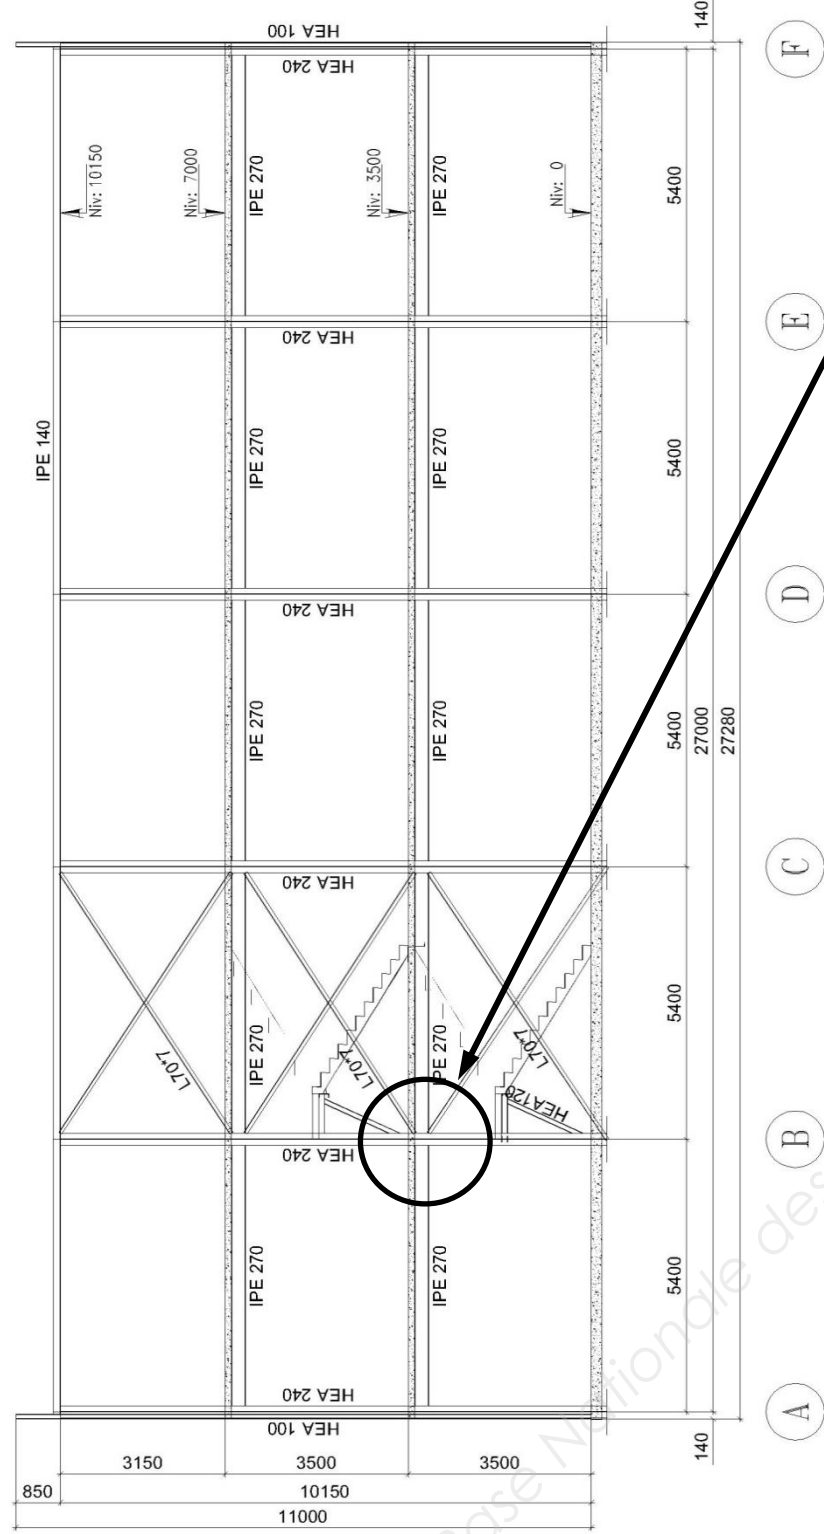 HEA 100
HEA 240
140
F
Niv: 10150
Niv: 7000
IPE 270
Niv: 3500
IPE 270
Niv: 0
5400
HEA 240
E
IPE 140
IPE 270
IPE 270
5400
HEA 240
D
IPE 270
IPE 270
5400
27000
27280
HEA 240
C
L70*7
IPE 270
L70*7
IPE 270
L70*7
HEA120
5400
HEA 240
B
IPE 270
IPE 270
5400
HEA 240
HEA 100
A
140
3150
3500
3500
850
10150
11000
Base Nationale des